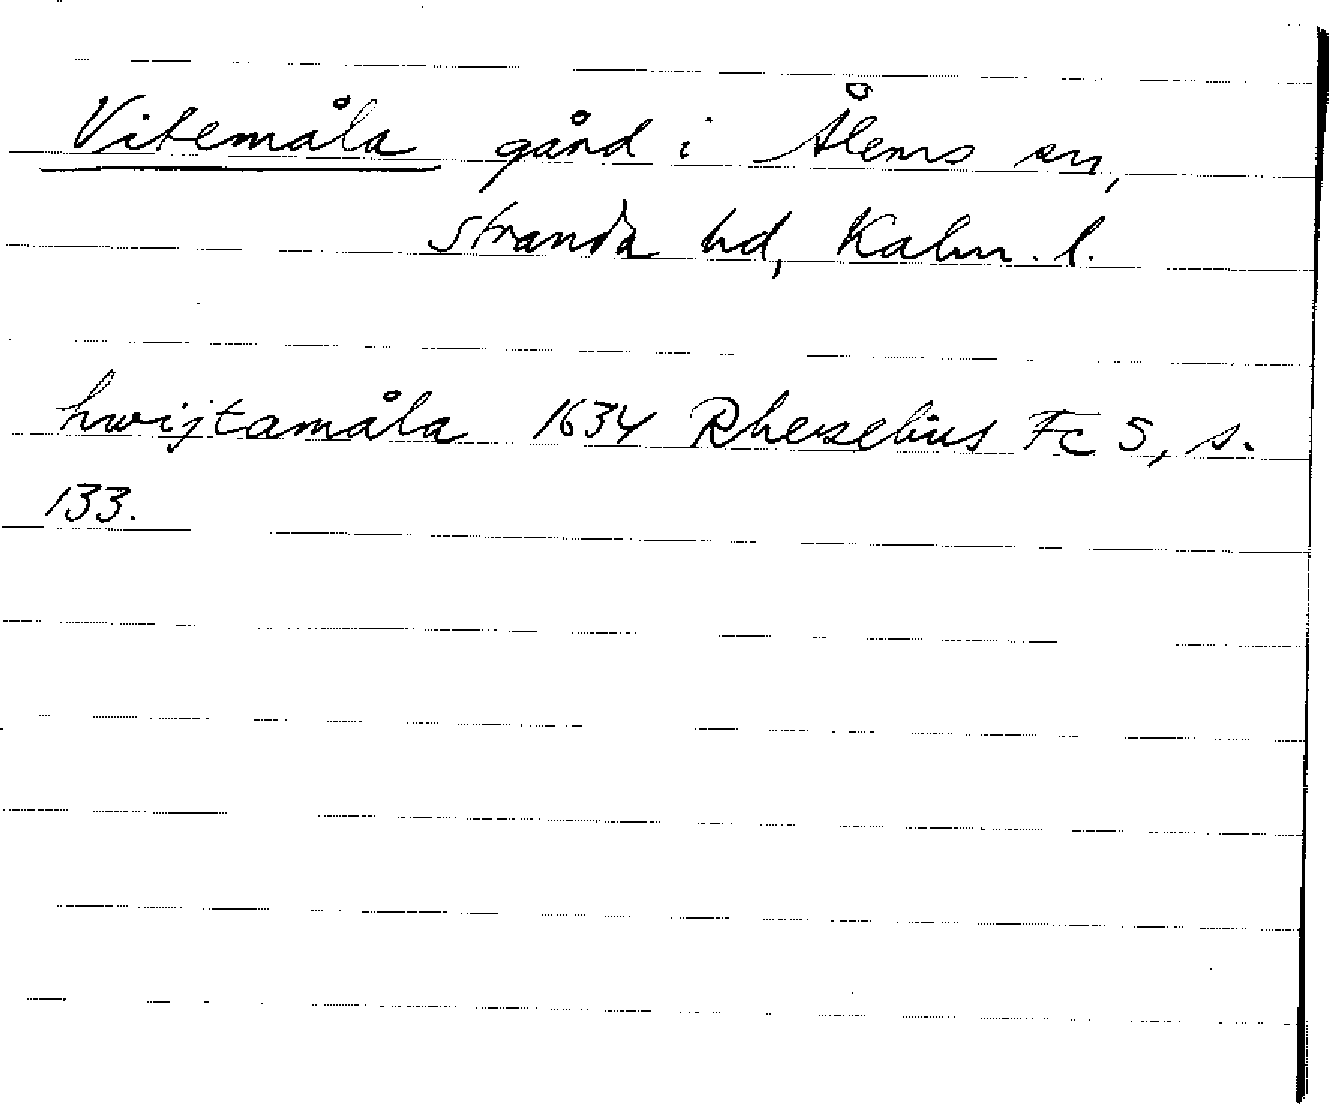 Vitemåla gård i Ålems sn,
Stranda hd, Kalm. l.
hwijtamåla 1634 Rhezelius Fc 5, s.
133.